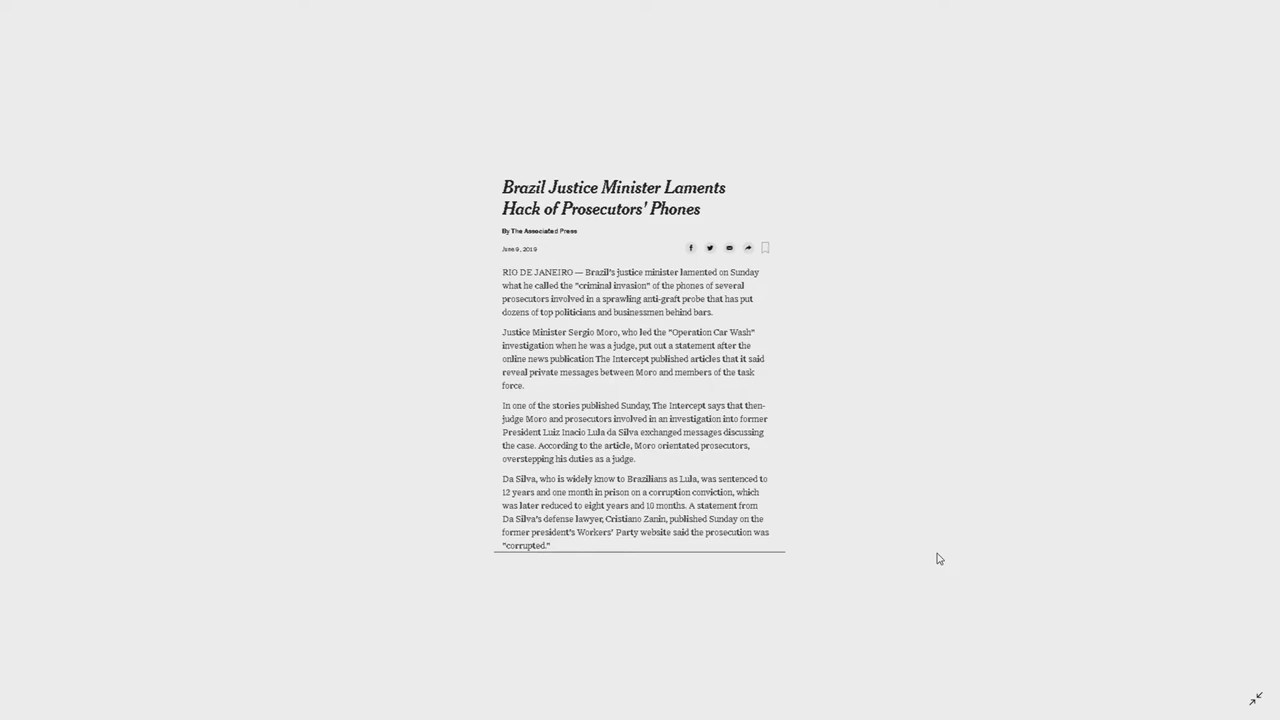 Brazil Justice Minister Laments
Hack of Prosecutors' Phones
By The Associated Press
June 9, 2019
RIO DE JANEIRO — Brazil's justice minister lamented on Sunday
what he called the "criminal invasion" of the phones of several
prosecutors involved in a sprawling anti-graft probe that has put
dozens of top politicians and businessmen behind bars.
Justice Minister Sergio Moro, who led the "Operation Car Wash"
investigation when he was a judge, put out a statement after the
online news publication The Intercept published articles that it said
reveal private messages between Moro and members of the task
force.
In one of the stories published Sunday, The Intercept says that then-
judge Moro and prosecutors involved in an investigation into former
President Luiz Inacio Lula da Silva exchanged messages discussing
the case. According to the article, Moro orientated prosecutors,
overstepping his duties as a judge.
Da Silva, who is widely know to Brazilians as Lula, was sentenced to
12 years and one month in prison on a corruption conviction, which
was later reduced to eight years and 10 months. A statement from
Da Silva's defense lawyer, Cristiano Zanin, published Sunday on the
former president's Workers' Party website said the prosecution was
"corrupted."